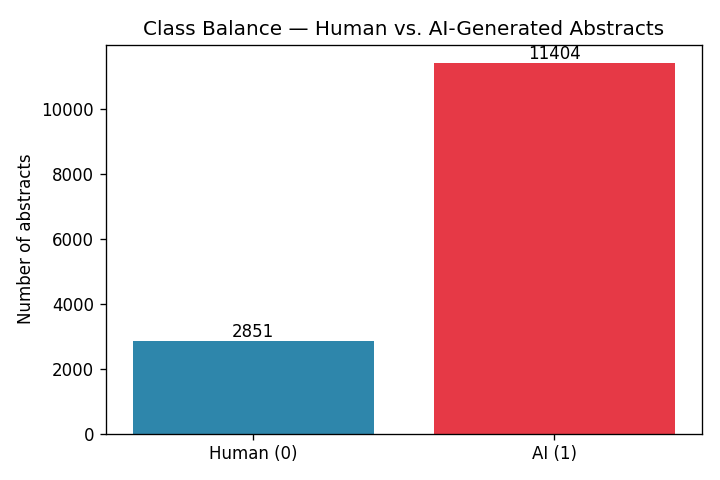 Class Balance — Human vs. AI-Generated Abstracts
11404
10000
8000
6000
4000
2000
0
2851
Number of abstracts
Human (0)
AI (1)